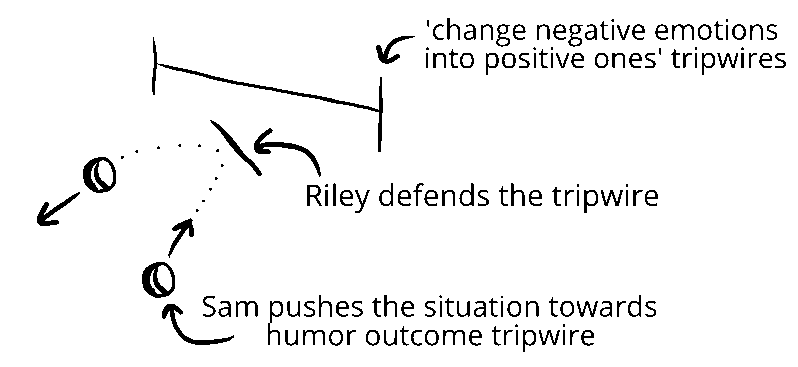 'change negative emotions
into positive ones' tripwires
Riley defends the tripwire
Sam pushes the situation towards
humor outcome tripwire